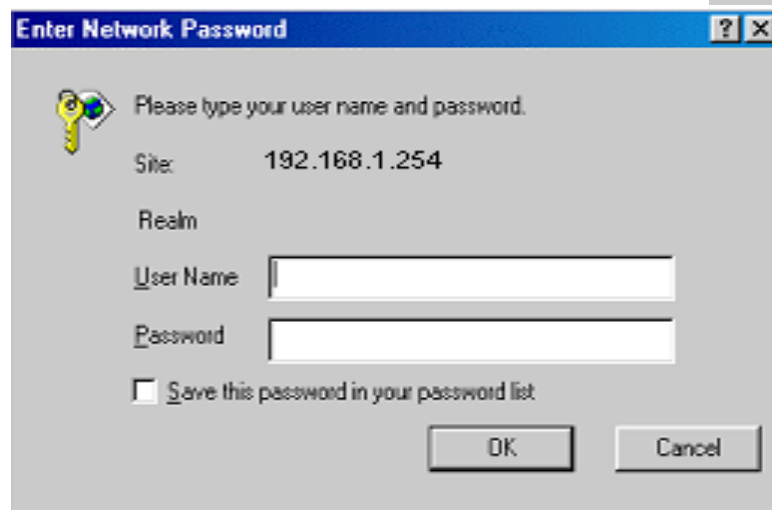 Enter Network Password
Please type your user name and password.
Site: 192.168.1.254
Realm
User Name
Password
Save this password in your password list
OK Cancel